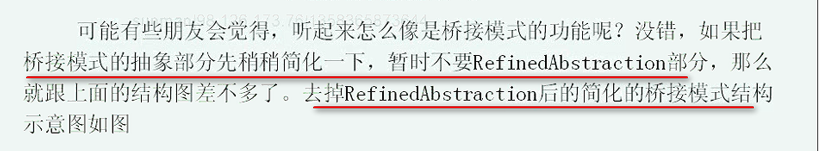 可能有些朋友会觉得，听起来怎么像是桥接模式的功能呢？没错，如果把
桥接模式的抽象部分先稍稍简化一下，暂时不要RefinedAbstraction部分，那么
就跟上面的结构图差不多了。去掉RefinedAbstraction后的简化的桥接模式结构
示意图如图